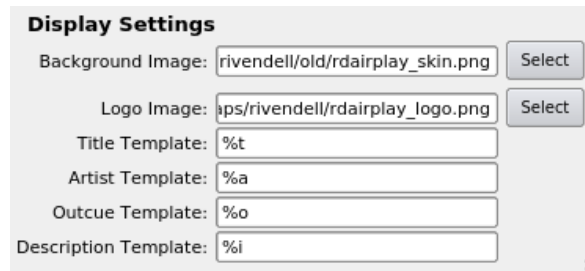 Display Settings
Background Image: rivendell/old/rdairplay_skin.png Select
Logo Image: aps/rivendell/rdairplay_logo.png Select
Title Template: %t
Artist Template: %a
Outcue Template: %o
Description Template: %i